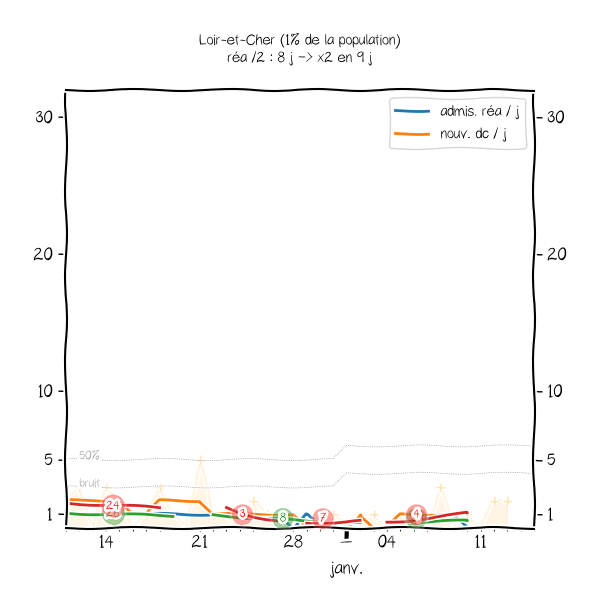 Loir-et-Cher (1% de la population)
réa /2 : 8 j -> x2 en 9 j
admis. réa / j
nouv. dc / j
30 30
20 20
10 10
5 5
50%
bruit
1 1
24
3
8
7
4
14 21 28 04 11
janv.